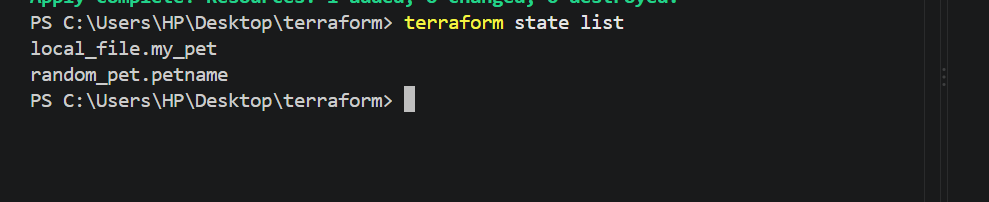 Apply complete! Resources: 1 added, 0 changed, 0 destroyed.
PS C:\Users\HP\Desktop\terraform> terraform state list
local_file.my_pet
random_pet.petname
PS C:\Users\HP\Desktop\terraform>